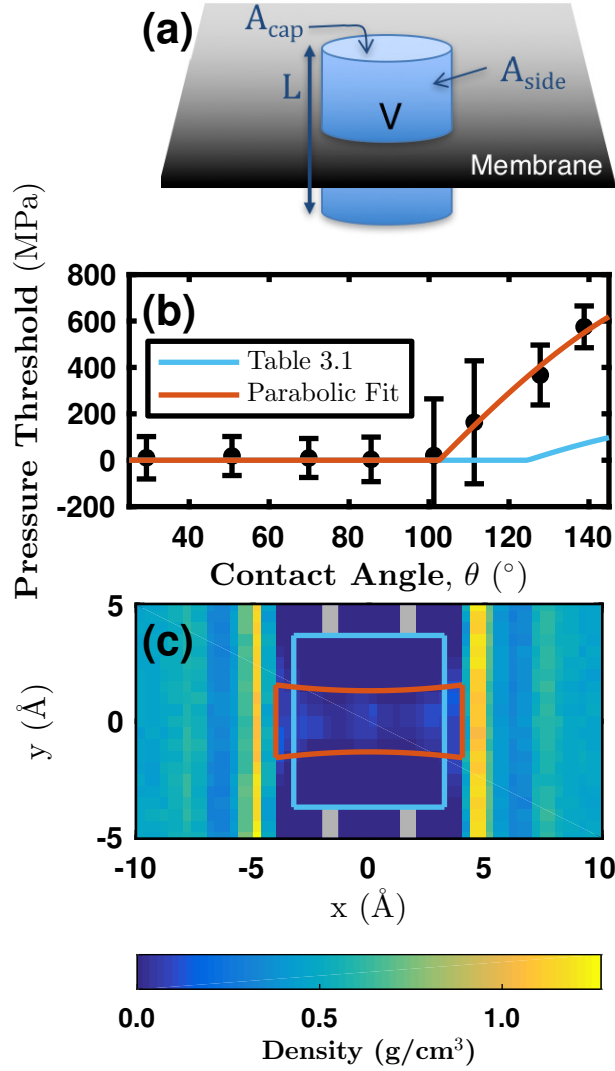 (a)
A_cap
L
A_side
V
Membrane
Pressure Threshold (MPa)
800
600
400
200
0
-200
(b)
Table 3.1
Parabolic Fit
40 60 80 100 120 140
Contact Angle, θ (°)
5
0
-5
y (Å)
(c)
-10 -5 0 5 10
x (Å)
0.0 0.5 1.0
Density (g/cm³)